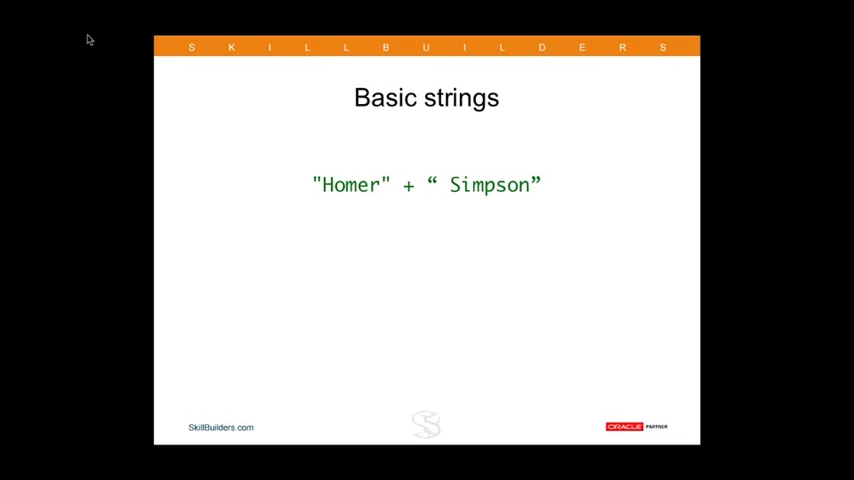 S K I L L B U I L D E R S
Basic strings
"Homer" + “ Simpson”
SkillBuilders.com
ORACLE PARTNER